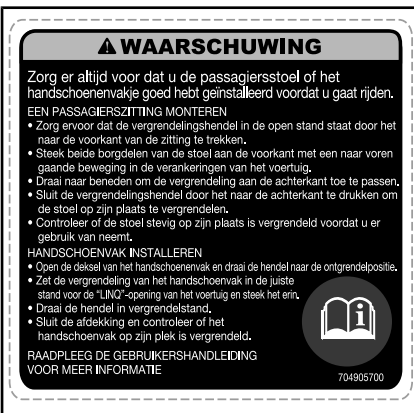 WAARSCHUWING
Zorg er altijd voor dat u de passagiersstoel of het
handschoenenvakje goed hebt geïnstalleerd voordat u gaat rijden.
EEN PASSAGIERSZITTING MONTEREN
• Zorg ervoor dat de vergrendelingshendel in de open stand staat door het
naar de voorkant van de zitting te trekken.
• Steek beide borgdelen van de stoel aan de voorkant met een naar voren
gaande beweging in de verankeringen van het voertuig.
• Draai naar beneden om de vergrendeling aan de achterkant toe te passen.
• Sluit de vergrendelingshendel door het naar de achterkant te drukken om
de stoel op zijn plaats te vergrendelen.
• Controleer of de stoel stevig op zijn plaats is vergrendeld voordat u er
gebruik van neemt.
HANDSCHOENVAK INSTALLEREN
• Open de deksel van het handschoenenvak en draai de hendel naar de ontgrendelpositie.
• Zet de vergrendeling van het handschoenvak in de juiste
stand voor de "LINQ"-opening van het voertuig en steek het erin.
• Draai de hendel in vergrendelstand.
• Sluit de afdekking en controleer of het
handschoenvak op zijn plek is vergrendeld.
RAADPLEEG DE GEBRUIKERSHANDLEIDING
VOOR MEER INFORMATIE
704905700